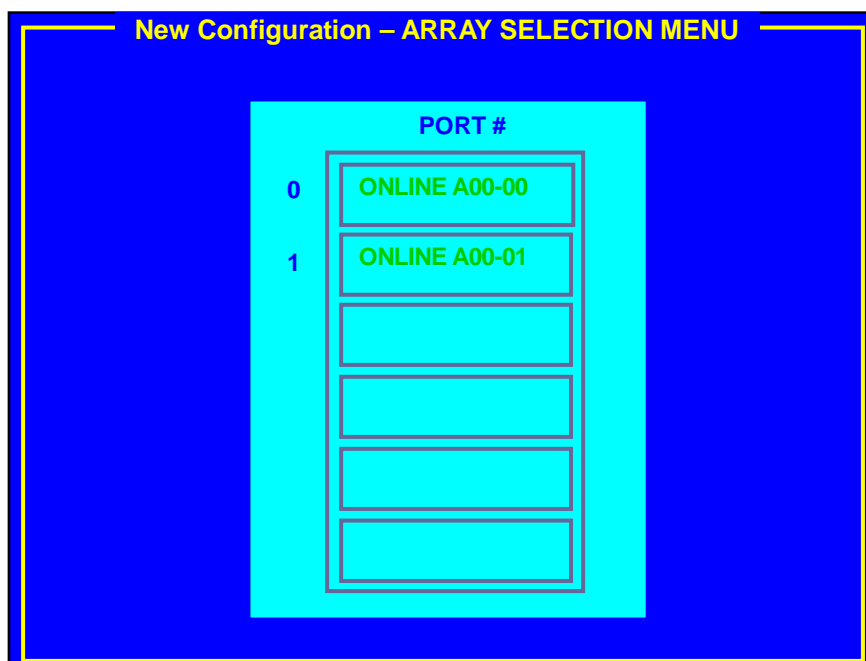 New Configuration – ARRAY SELECTION MENU
PORT #
0 ONLINE A00-00
1 ONLINE A00-01